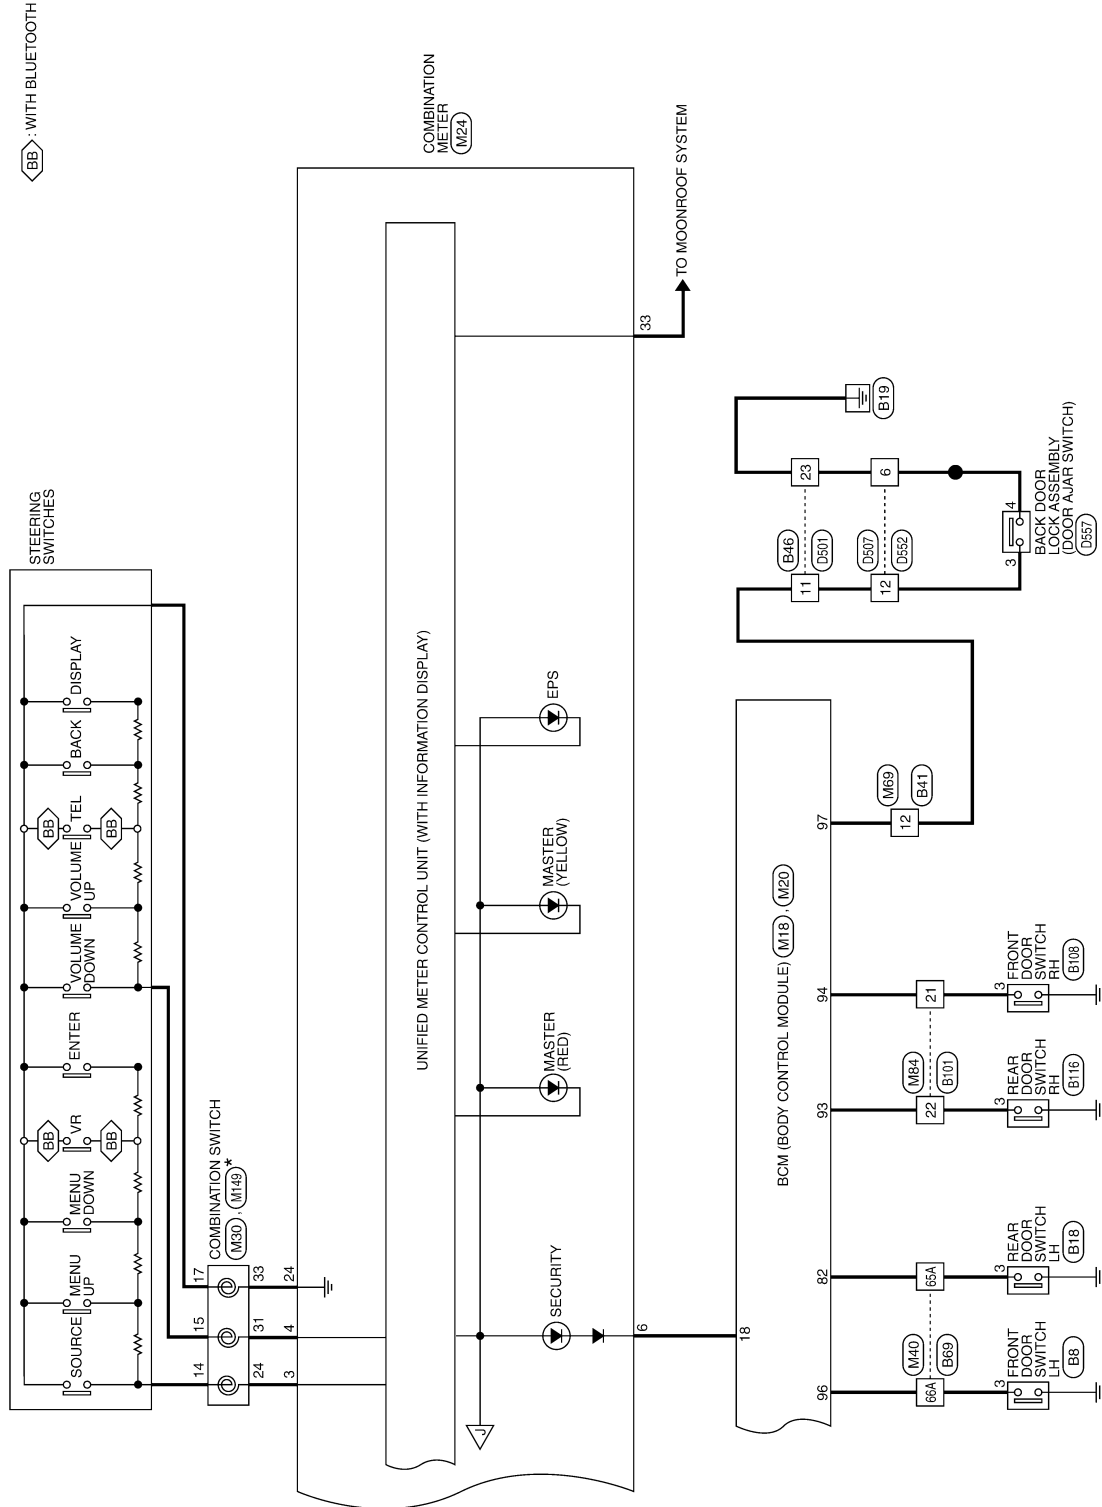 BB : WITH BLUETOOTH
STEERING
SWITCHES
SOURCE
MENU
UP
MENU
DOWN
BB
VR
BB
ENTER
VOLUME
DOWN
VOLUME
UP
BB
TEL
BB
BACK
DISPLAY
COMBINATION SWITCH
M30 , M149 *
14
15
17
24
31
33
3
4
24
COMBINATION
METER
M24
UNIFIED METER CONTROL UNIT (WITH INFORMATION DISPLAY)
J
SECURITY
MASTER
(RED)
MASTER
(YELLOW)
EPS
6
33
TO MOONROOF SYSTEM
18
BCM (BODY CONTROL MODULE) M18 , M20
96
82
93
94
97
M40
B69
66A
65A
M84
B101
22
21
M69
B41
12
3
FRONT
DOOR
SWITCH
LH
B8
3
REAR
DOOR
SWITCH
LH
B18
3
REAR
DOOR
SWITCH
RH
B116
3
FRONT
DOOR
SWITCH
RH
B108
B46
D501
11
23
D507
D552
12
6
B19
3
4
BACK DOOR
LOCK ASSEMBLY
(DOOR AJAR SWITCH)
D557